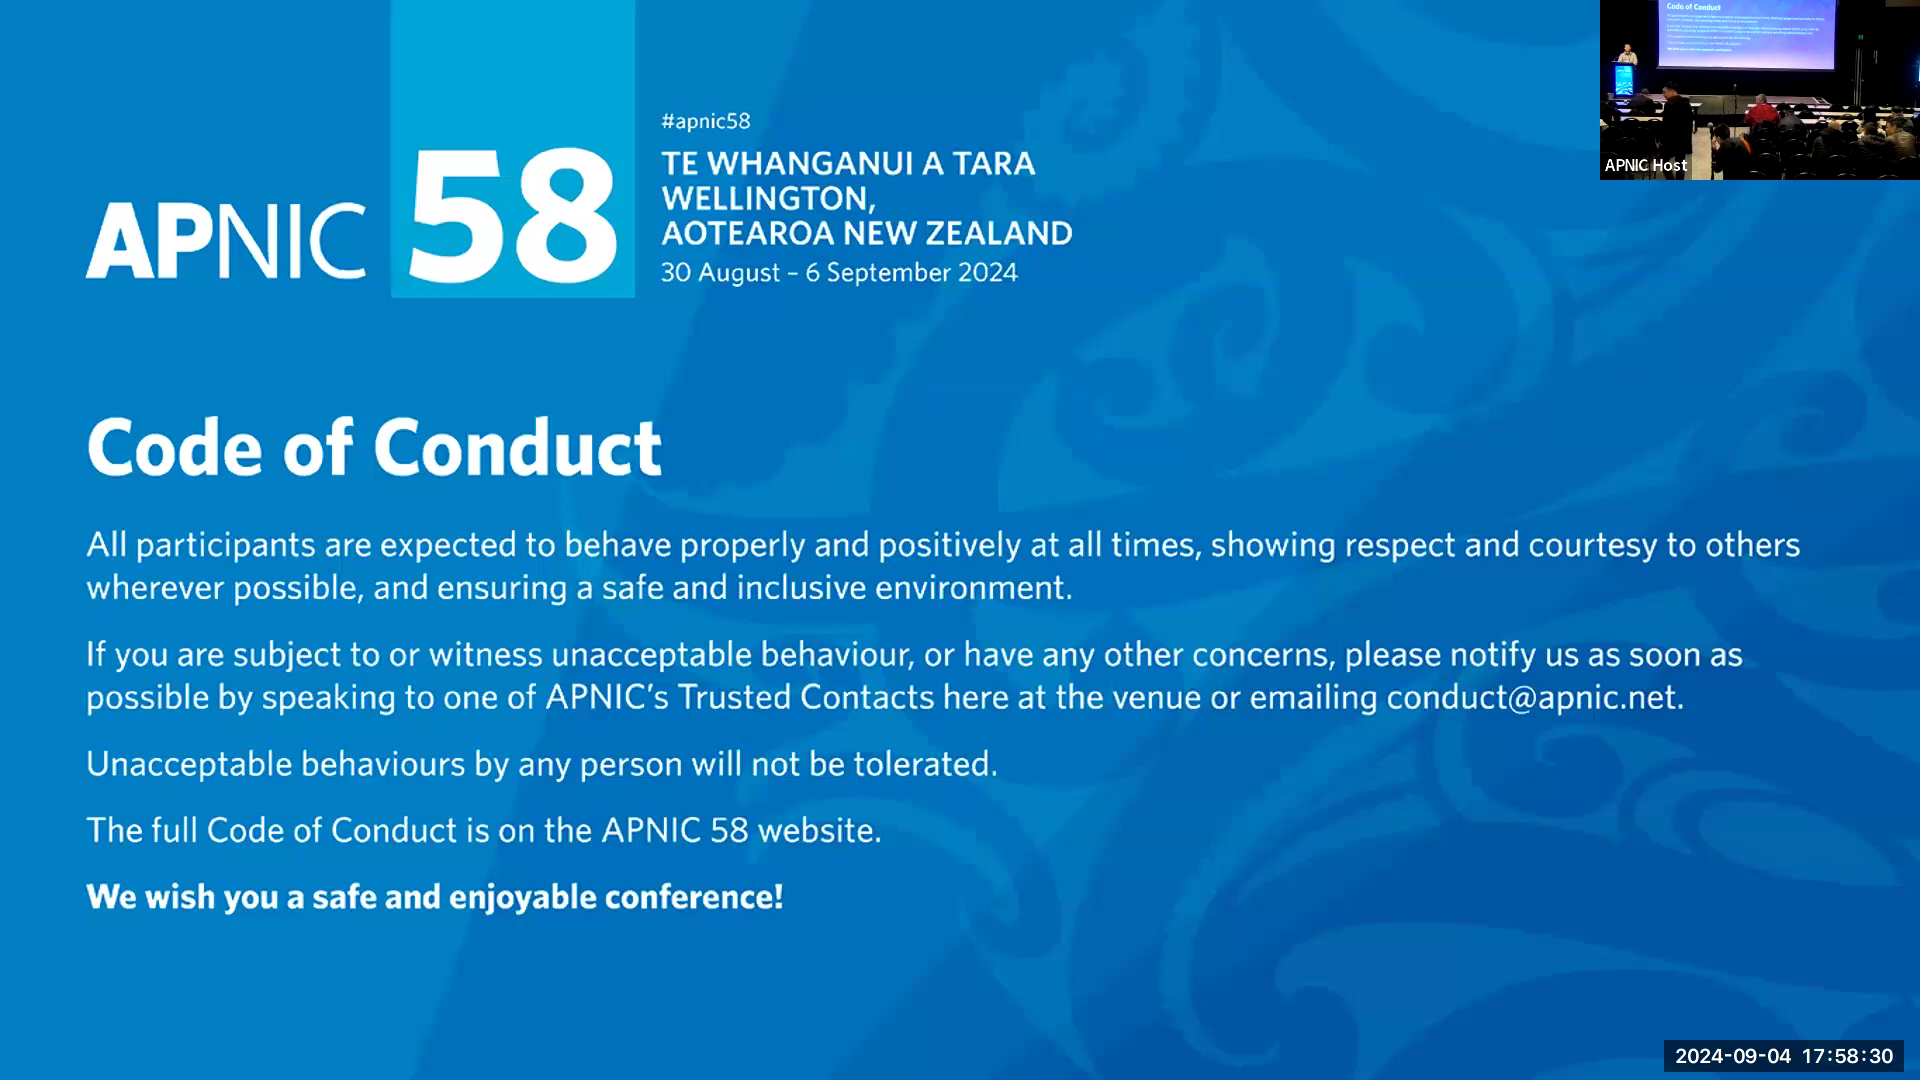 #apnic58
TE WHANGANUI A TARA
WELLINGTON,
AOTEAROA NEW ZEALAND
30 August – 6 September 2024
APNIC 58
Code of Conduct
All participants are expected to behave properly and positively at all times, showing respect and courtesy to others
wherever possible, and ensuring a safe and inclusive environment.
If you are subject to or witness unacceptable behaviour, or have any other concerns, please notify us as soon as
possible by speaking to one of APNIC’s Trusted Contacts here at the venue or emailing conduct@apnic.net.
Unacceptable behaviours by any person will not be tolerated.
The full Code of Conduct is on the APNIC 58 website.
We wish you a safe and enjoyable conference!
Code of Conduct
APNIC Host
2024-09-04 17:58:30